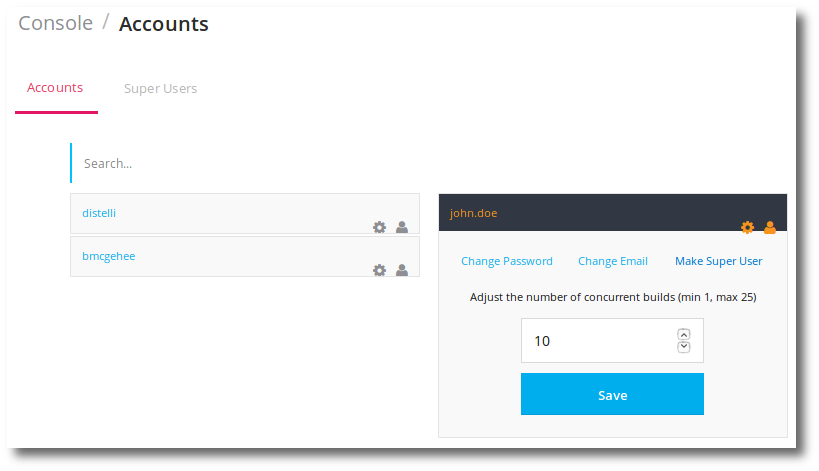 Console / Accounts
Accounts Super Users
Search...
distelli
bmcgehee
john.doe
Change Password Change Email Make Super User
Adjust the number of concurrent builds (min 1, max 25)
10
Save